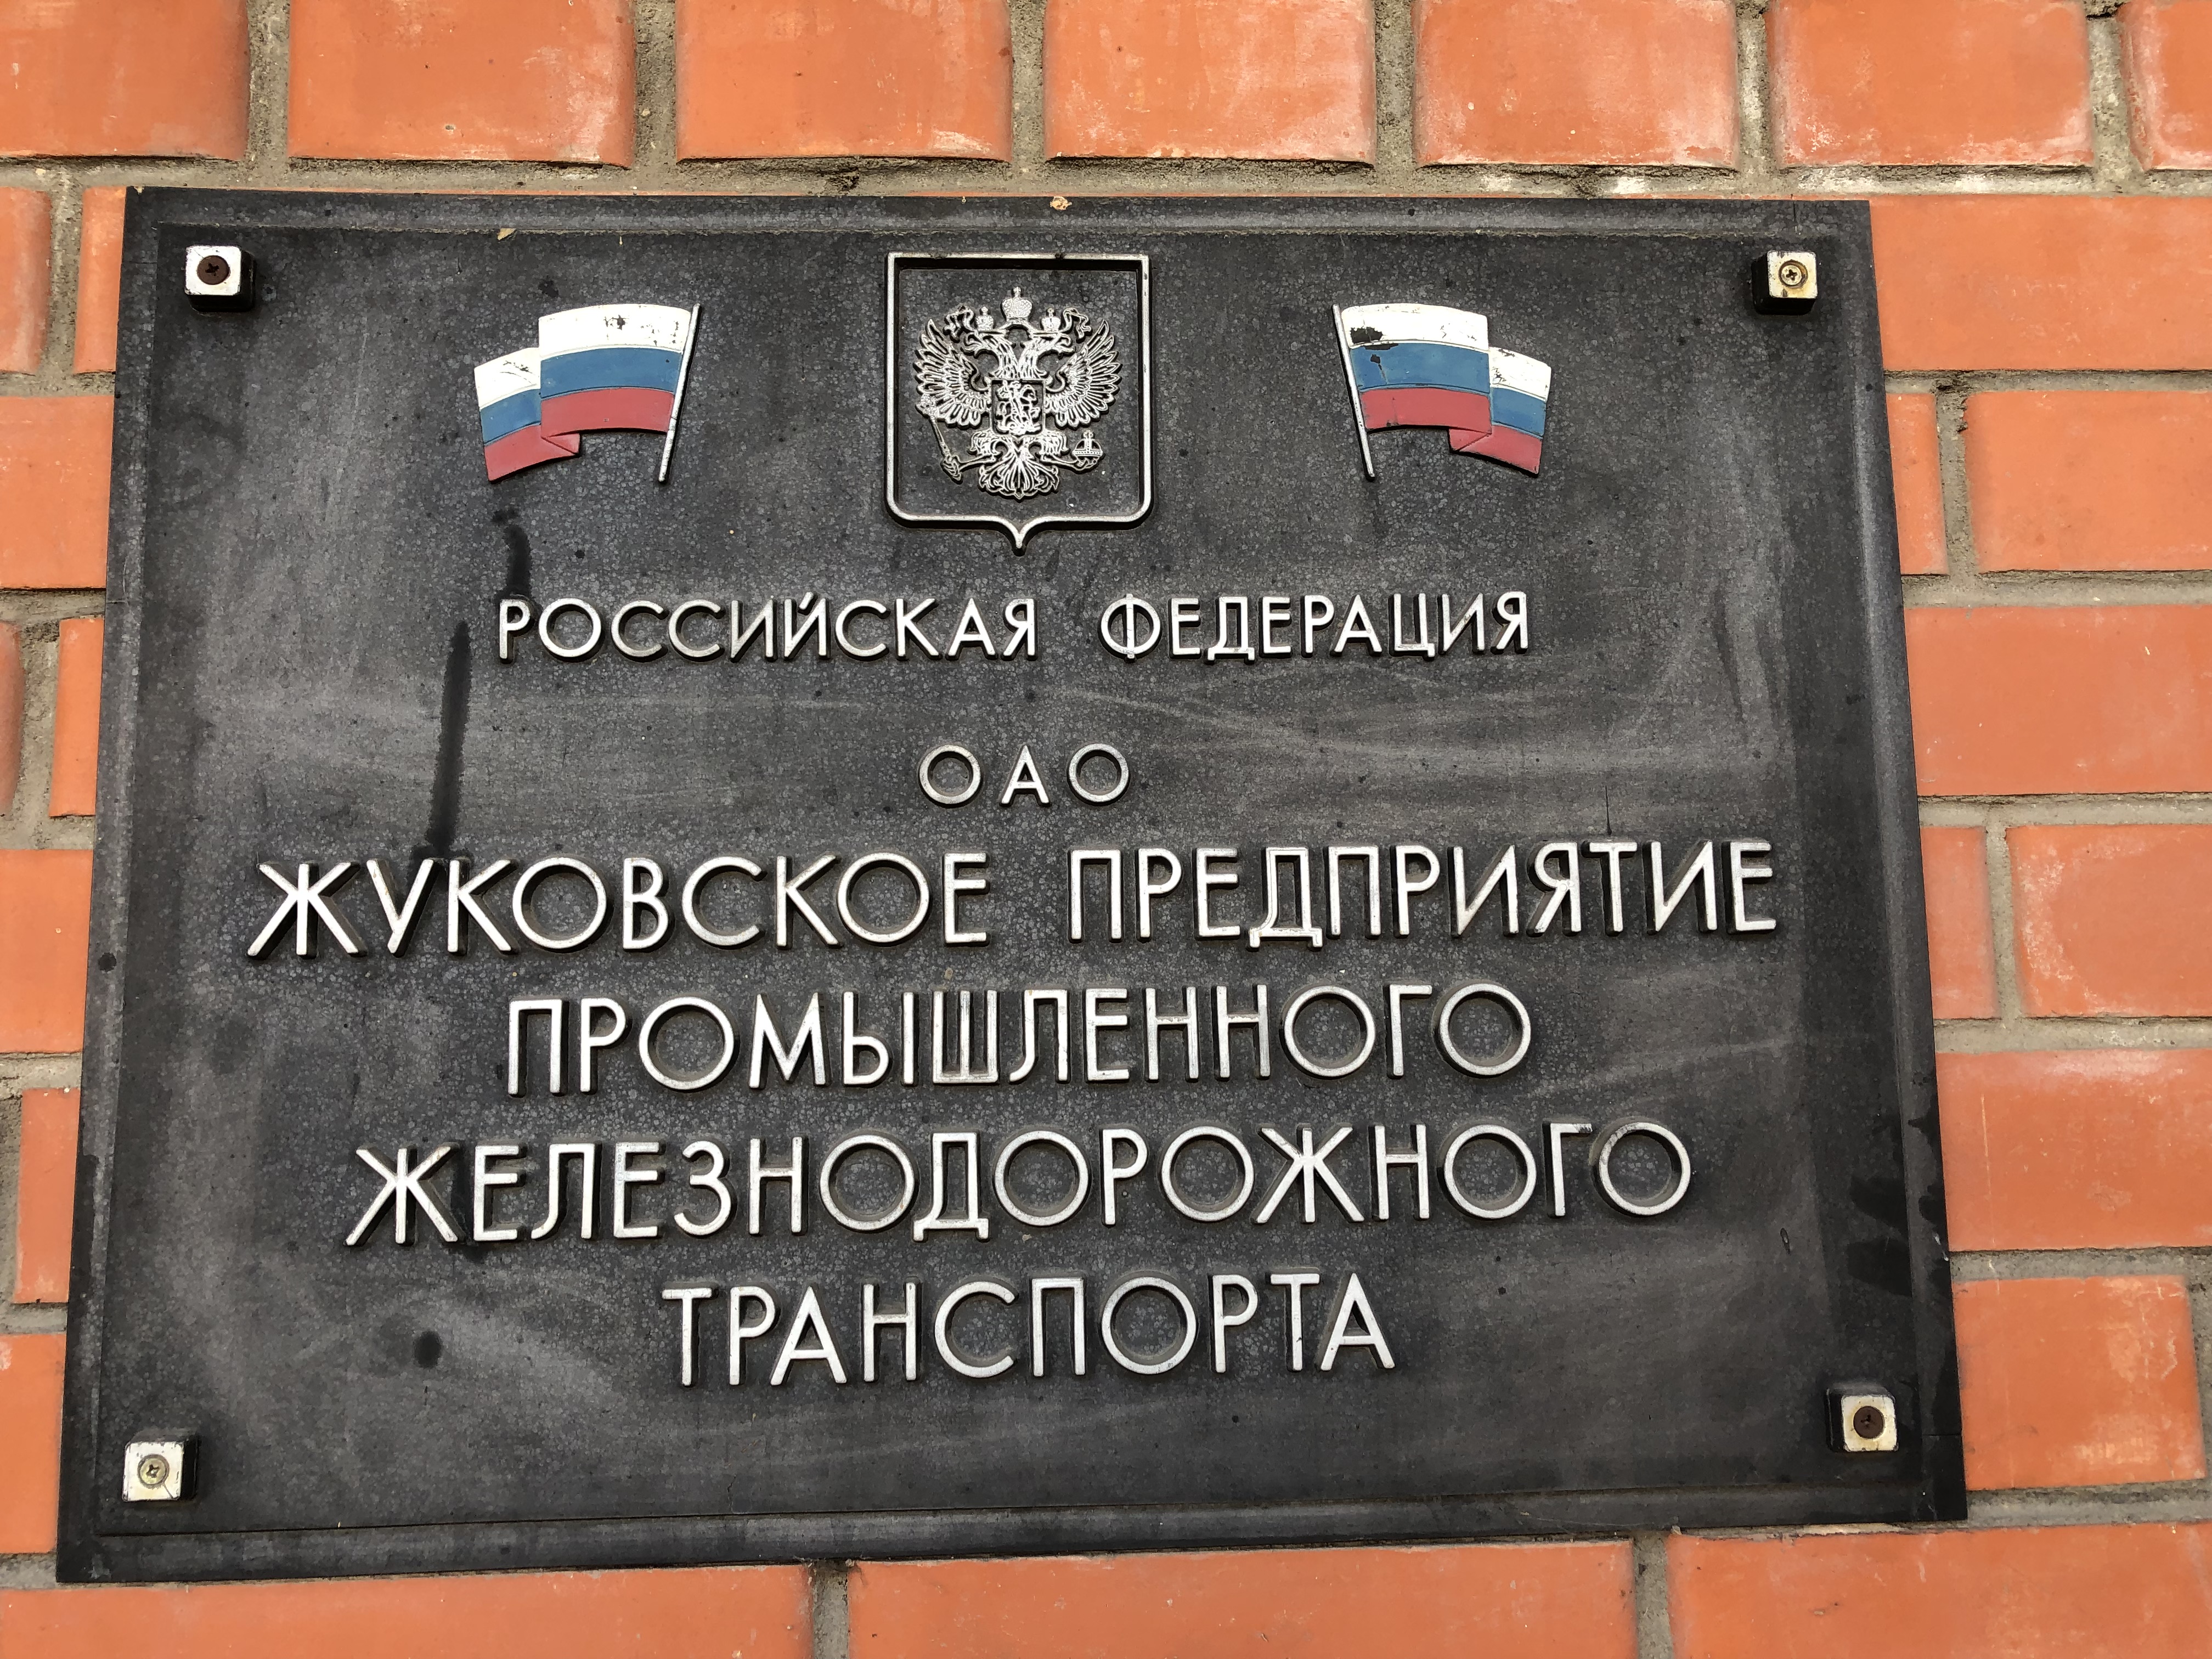 РОССИЙСКАЯ ФЕДЕРАЦИЯ
ОАО
ЖУКОВСКОЕ ПРЕДПРИЯТИЕ
ПРОМЫШЛЕННОГО
ЖЕЛЕЗНОДОРОЖНОГО
ТРАНСПОРТА